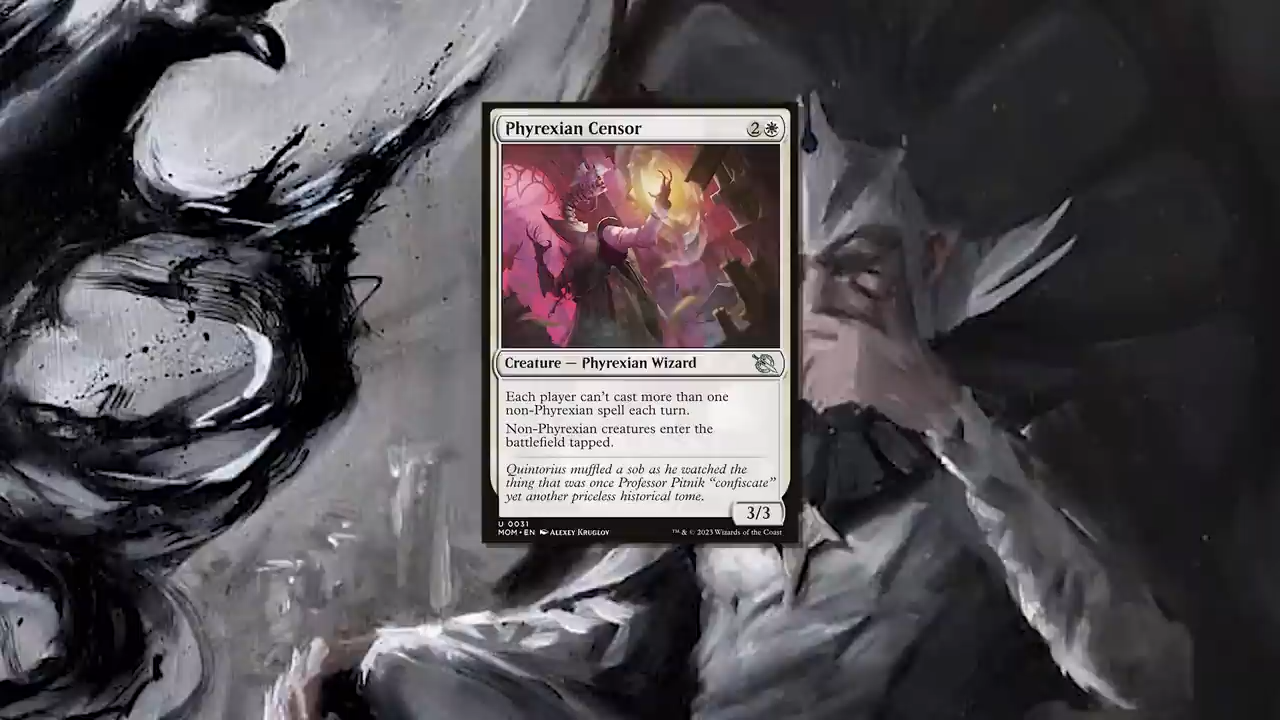 Phyrexian Censor 2
Creature — Phyrexian Wizard
Each player can't cast more than one
non-Phyrexian spell each turn.
Non-Phyrexian creatures enter the
battlefield tapped.
Quintorius muffled a sob as he watched the
thing that was once Professor Pitnik “confiscate”
yet another priceless historical tome.
3/3
U 0031
MOM • EN ALEXEY KRUGLOV
™ & © 2023 Wizards of the Coast